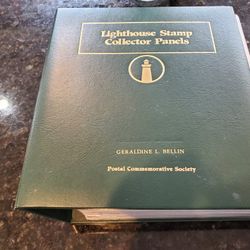 Lighthouse Stamp
Collector Panels
GERALDINE L. BELLIN
Postal Commemorative Society